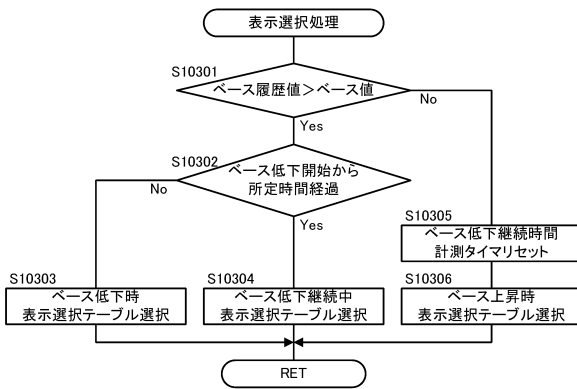 表示選択処理
S10301
ベース履歴値＞ベース値
No
Yes
S10302
ベース低下開始から
所定時間経過
No
Yes
S10305
ベース低下継続時間
計測タイマリセット
S10303
ベース低下時
表示選択テーブル選択
S10304
ベース低下継続中
表示選択テーブル選択
S10306
ベース上昇時
表示選択テーブル選択
RET